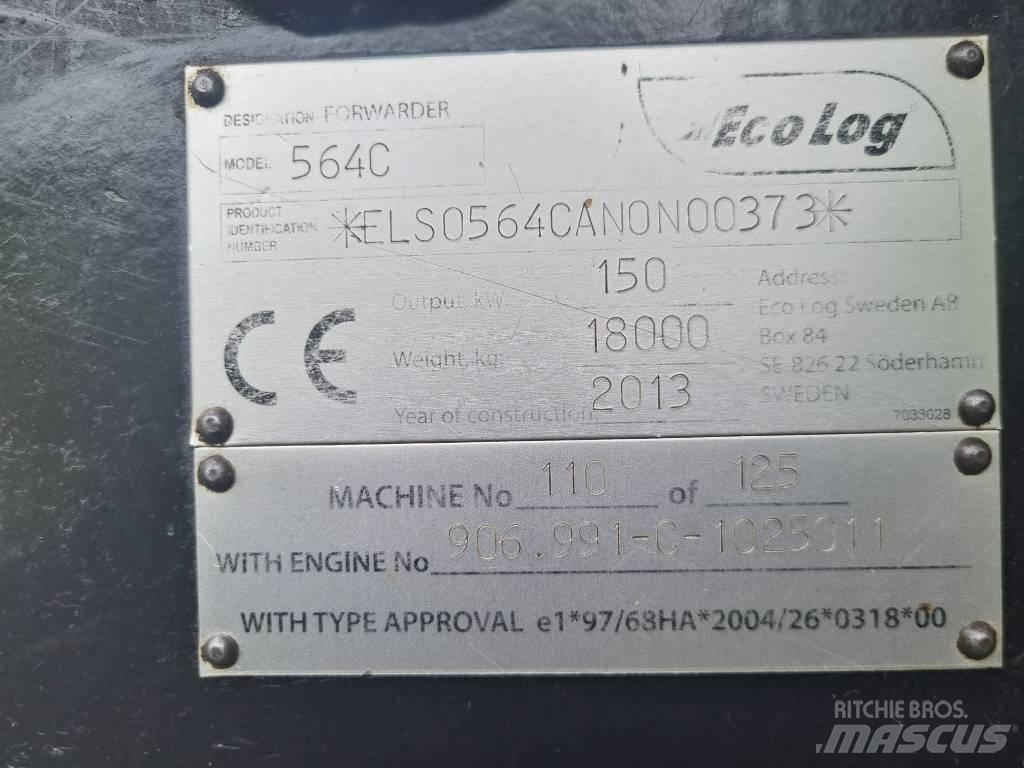 DESIGNATION FORWARDER
Eco Log
MODEL 564C
PRODUCT IDENTIFICATION NUMBER *ELS0564CANON00373*
Output, kW: 150
Weight, kg: 18000
Year of construction: 2013
Address:
Eco Log Sweden AB
Box 84
SE-826 22 Söderhamn
SWEDEN
7033028
CE
MACHINE No 110 of 125
WITH ENGINE No 906.991-C-1025011
WITH TYPE APPROVAL e1*97/68HA*2004/26*0318*00
RITCHIE BROS.
MASCUS